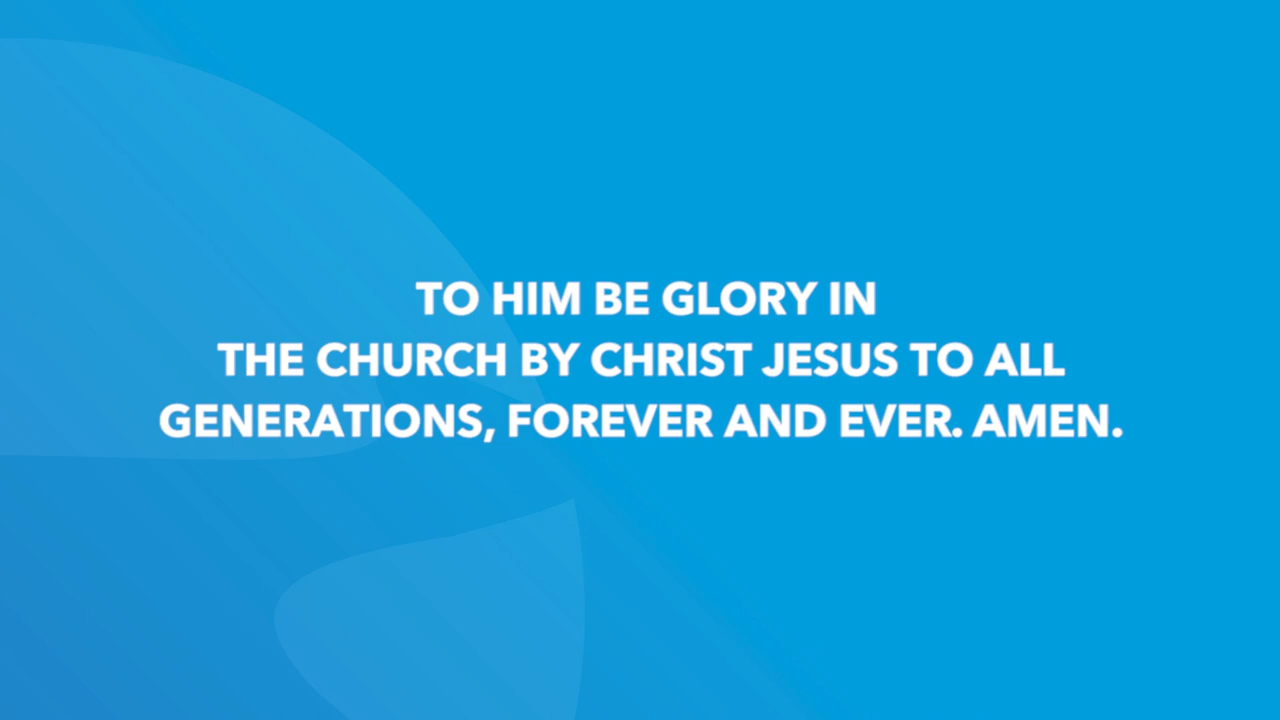 TO HIM BE GLORY IN
THE CHURCH BY CHRIST JESUS TO ALL
GENERATIONS, FOREVER AND EVER. AMEN.